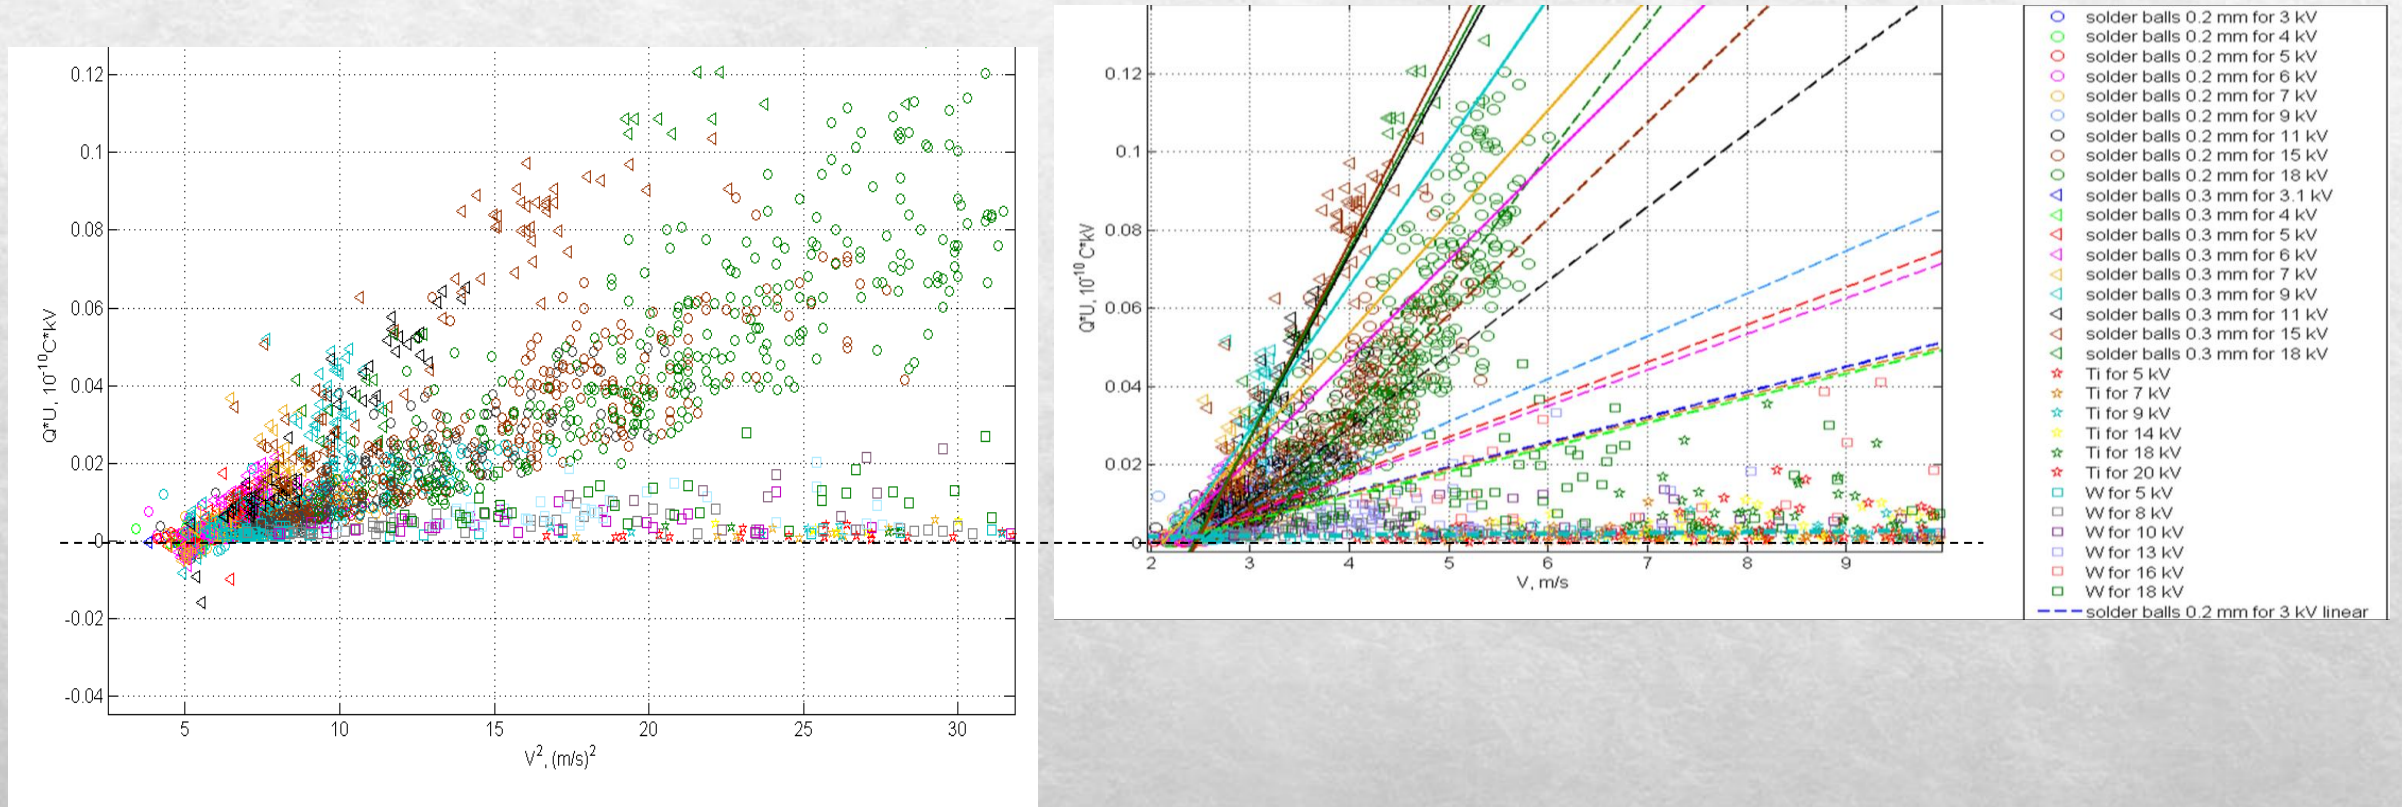 0.12
0.1
0.08
0.06
0.04
0.02
0
-0.02
-0.04
Q*U, 10⁻¹⁰C*kV
5 10 15 20 25 30
V², (m/s)²
0.12
0.1
0.08
0.06
0.04
0.02
0
Q*U, 10⁻¹⁰ C*kV
2 3 4 5 6 7 8 9
V, m/s
solder balls 0.2 mm for 3 kV
solder balls 0.2 mm for 4 kV
solder balls 0.2 mm for 5 kV
solder balls 0.2 mm for 6 kV
solder balls 0.2 mm for 7 kV
solder balls 0.2 mm for 9 kV
solder balls 0.2 mm for 11 kV
solder balls 0.2 mm for 15 kV
solder balls 0.2 mm for 18 kV
solder balls 0.3 mm for 3.1 kV
solder balls 0.3 mm for 4 kV
solder balls 0.3 mm for 5 kV
solder balls 0.3 mm for 6 kV
solder balls 0.3 mm for 7 kV
solder balls 0.3 mm for 9 kV
solder balls 0.3 mm for 11 kV
solder balls 0.3 mm for 15 kV
solder balls 0.3 mm for 18 kV
Ti for 5 kV
Ti for 7 kV
Ti for 9 kV
Ti for 14 kV
Ti for 18 kV
Ti for 20 kV
W for 5 kV
W for 8 kV
W for 10 kV
W for 13 kV
W for 16 kV
W for 18 kV
solder balls 0.2 mm for 3 kV linear